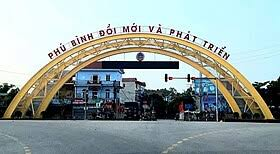 PHÚ BÌNH ĐỔI MỚI VÀ PHÁT TRIỂN